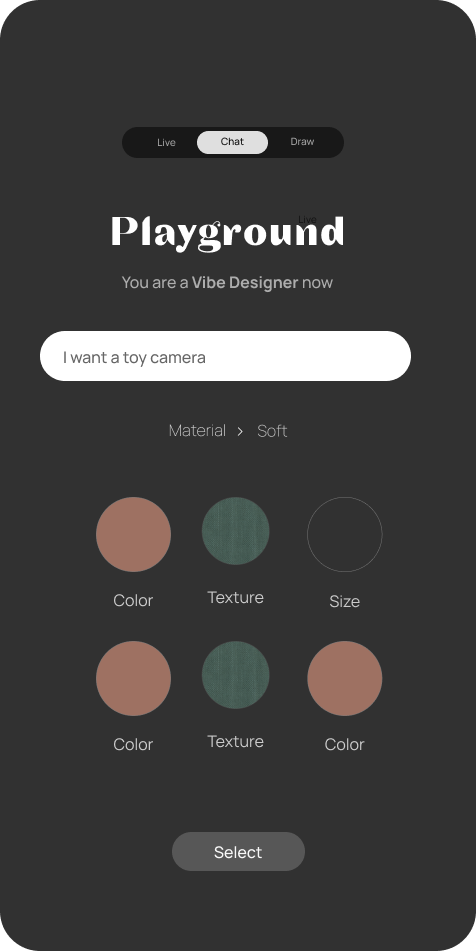 Live Chat Draw
Live
Playground
You are a Vibe Designer now
I want a toy camera
Material > Soft
Color Texture Size
Color Texture Color
Select